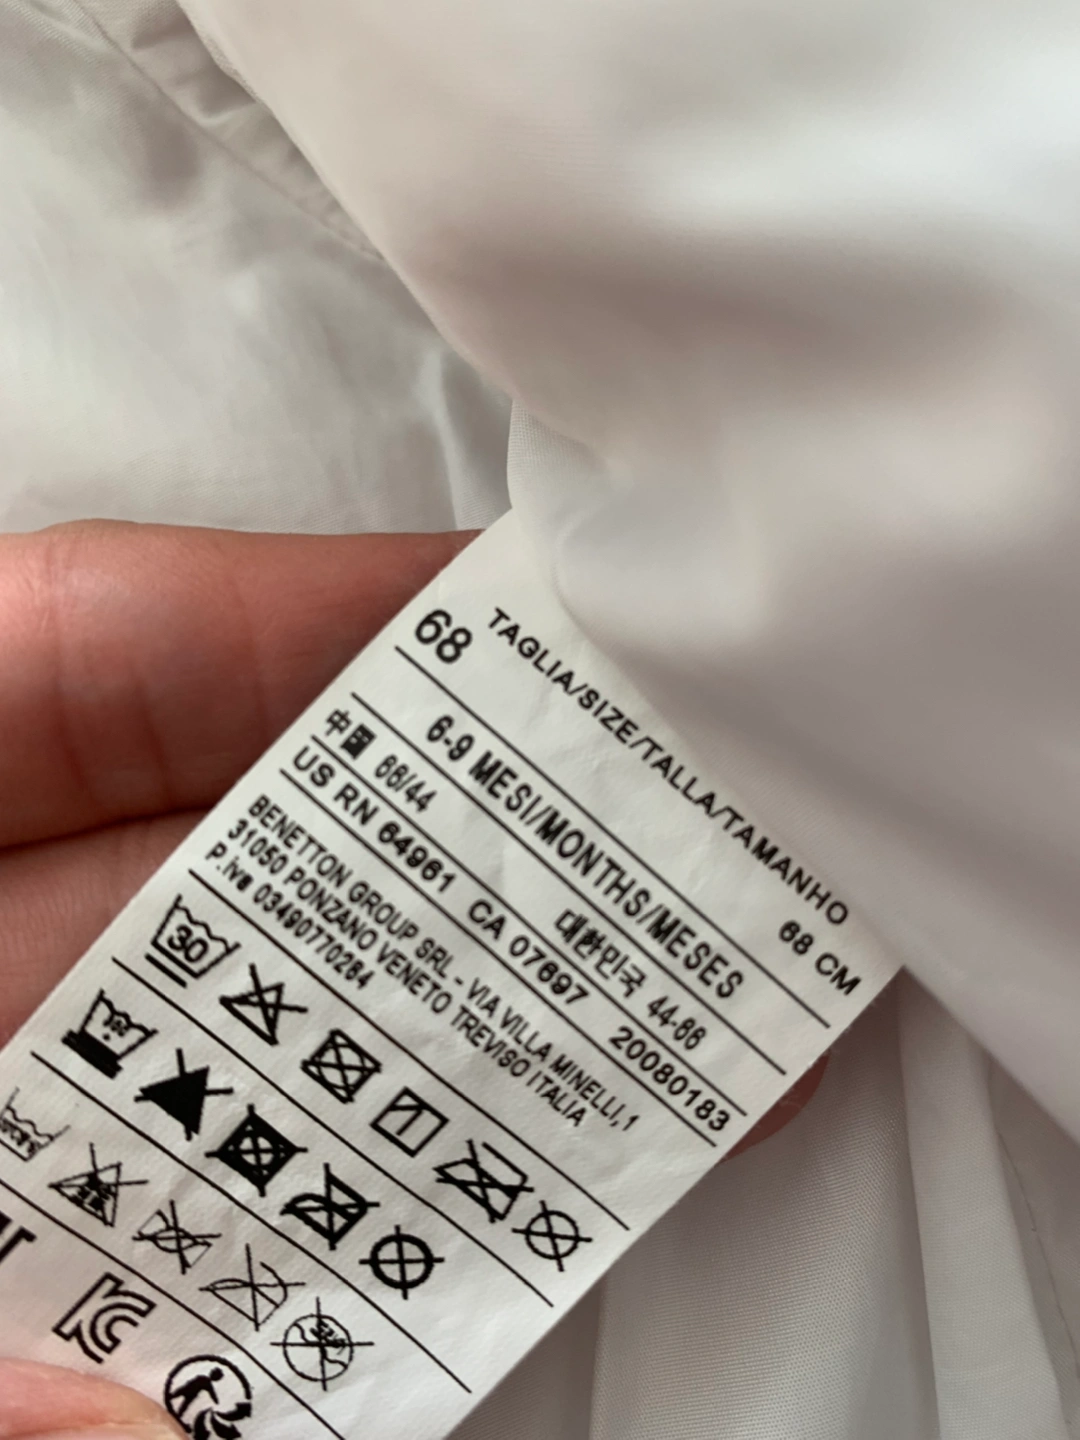 TAGLIA/SIZE/TALLA/TAMANHO
68 68 CM
6-9 MESI/MONTHS/MESES
中國 66/44 대한민국 44-66
US RN 64961 CA 07697 20080183
BENETTON GROUP SRL - VIA VILLA MINELLI,1
31050 PONZANO VENETO TREVISO ITALIA
P.iva 03490770264
30